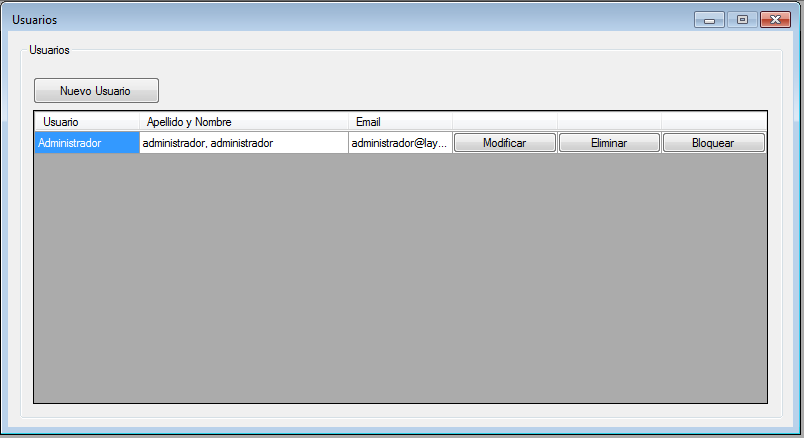 Usuarios
Usuarios
Nuevo Usuario
Usuario Apellido y Nombre Email
Administrador administrador, administrador administrador@lay... Modificar Eliminar Bloquear